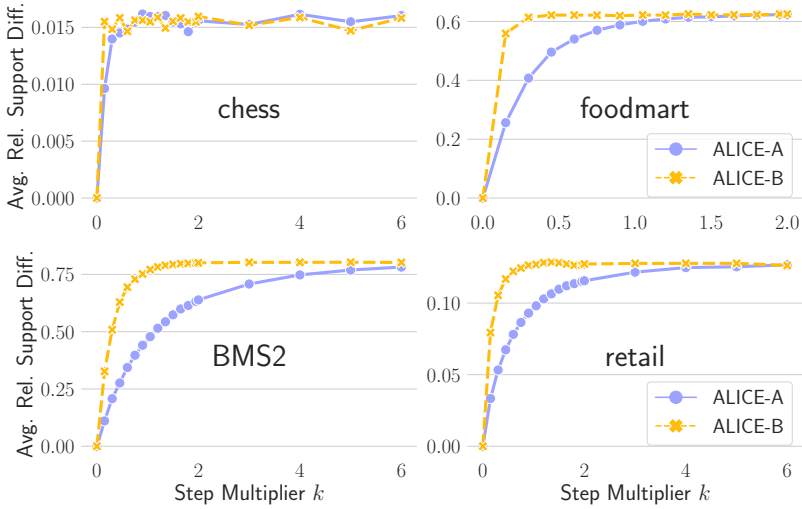 Avg. Rel. Support Diff.
0.015
0.010
0.005
0.000
0
2
4
6
chess
0.6
0.4
0.2
0.0
0.0
0.5
1.0
1.5
2.0
foodmart
ALICE-A
ALICE-B
Avg. Rel. Support Diff.
0.75
0.50
0.25
0.00
0
2
4
6
BMS2
Step Multiplier k
0.10
0.05
0.00
0
2
4
6
retail
ALICE-A
ALICE-B
Step Multiplier k